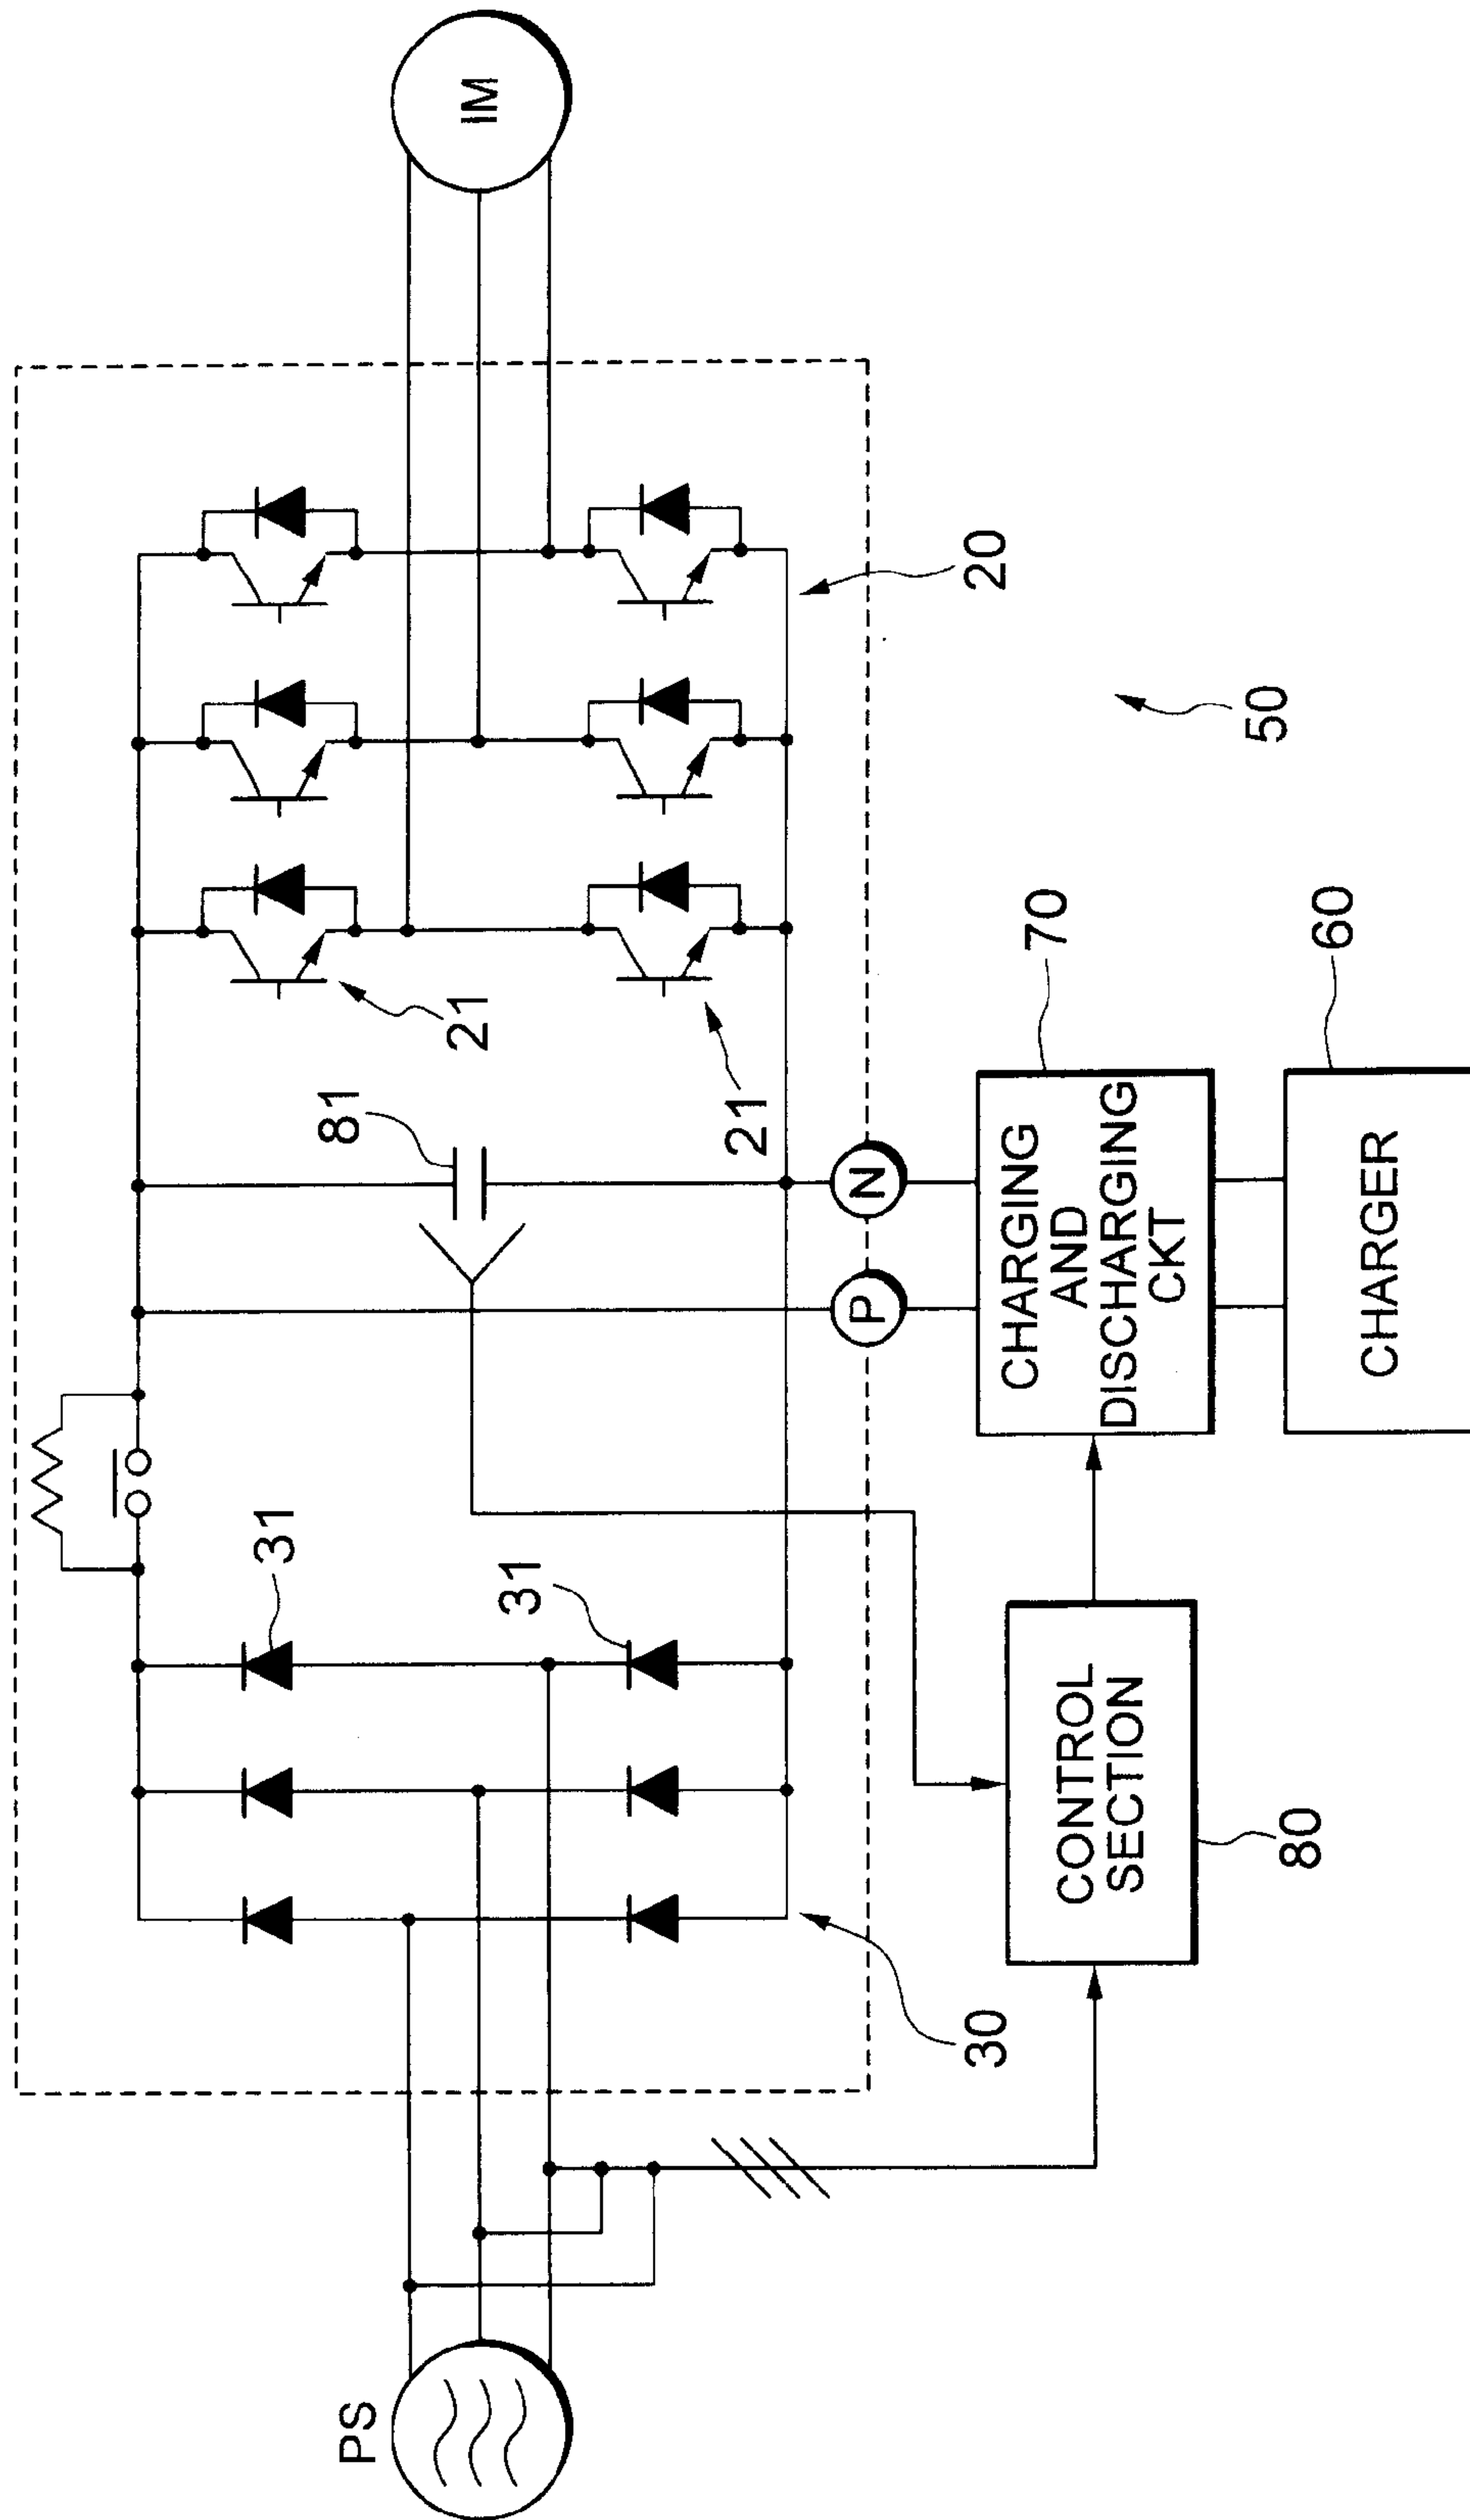 PS
IM
31
31
81
21
21
20
30
P
N
50
70
60
80
CONTROL
SECTION
CHARGING
AND
DISCHARGING
CKT
CHARGER